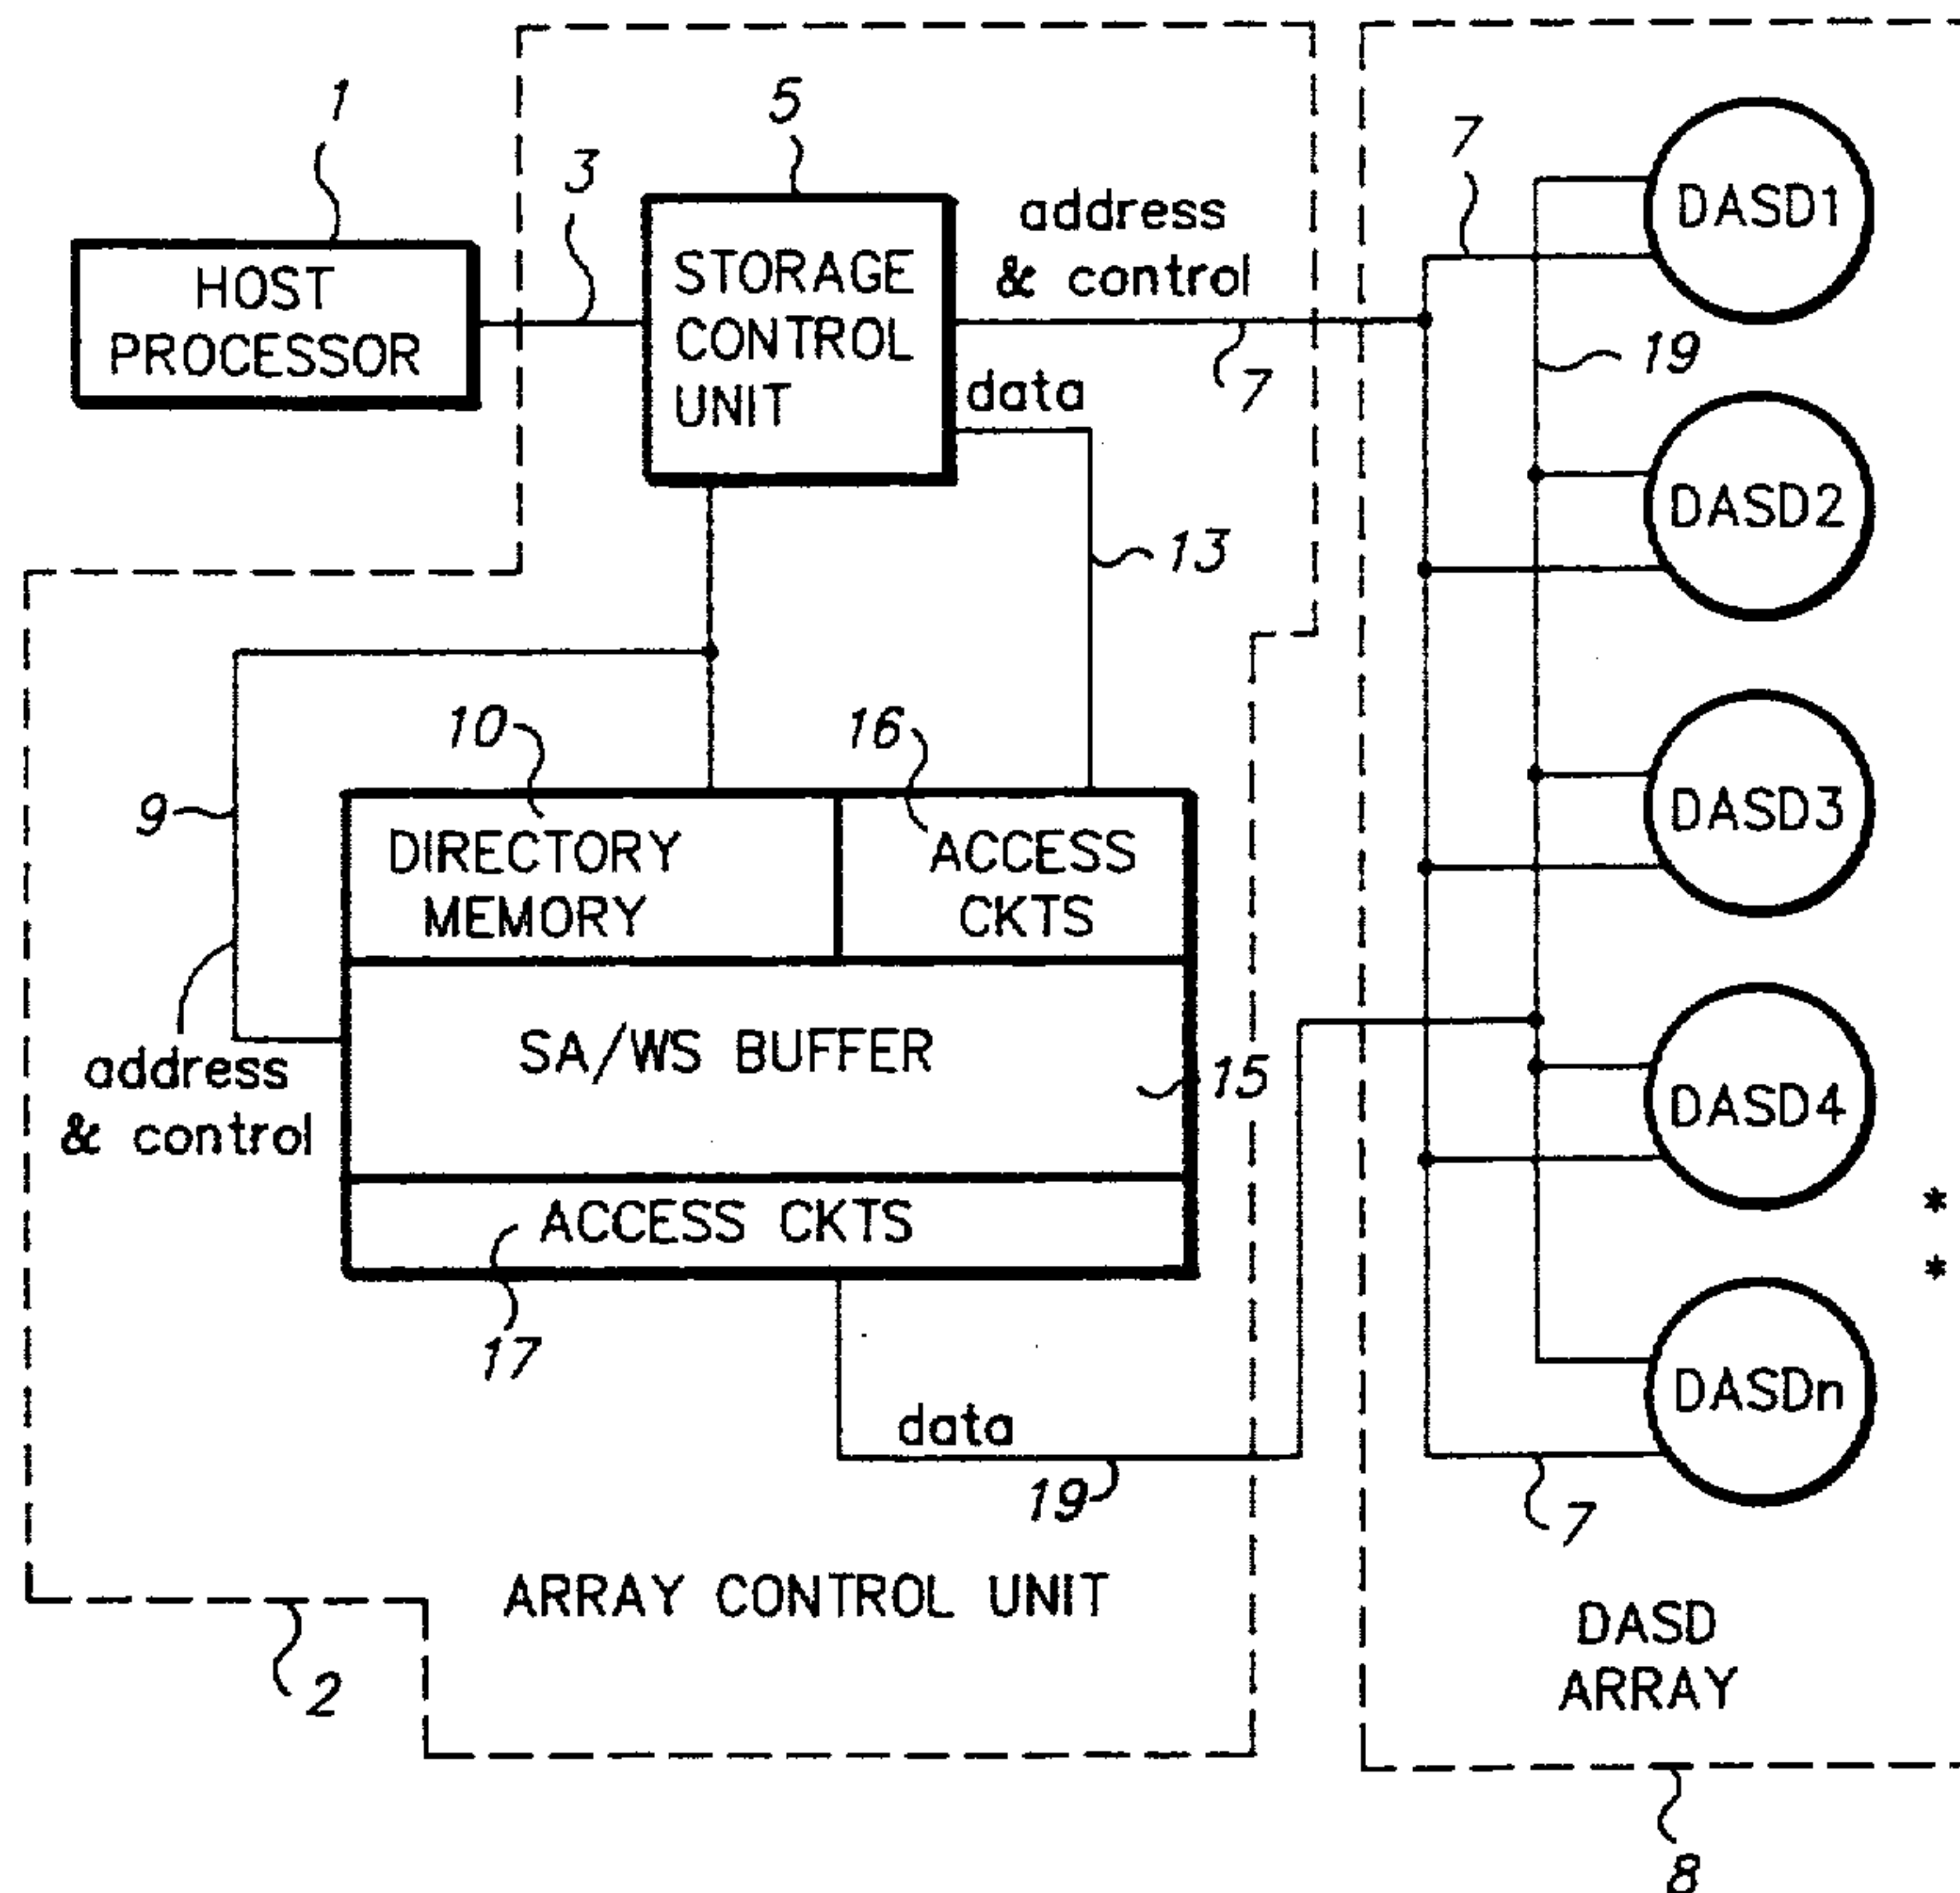 1
5
3
7
HOST
PROCESSOR
STORAGE
CONTROL
UNIT
address
& control
7
data
13
DASD1
19
DASD2
DASD3
DASD4
*
*
DASDn
7
10
16
9
DIRECTORY
MEMORY
ACCESS
CKTS
SA/WS BUFFER
15
address
& control
ACCESS CKTS
17
data
19
ARRAY CONTROL UNIT
2
DASD
ARRAY
8